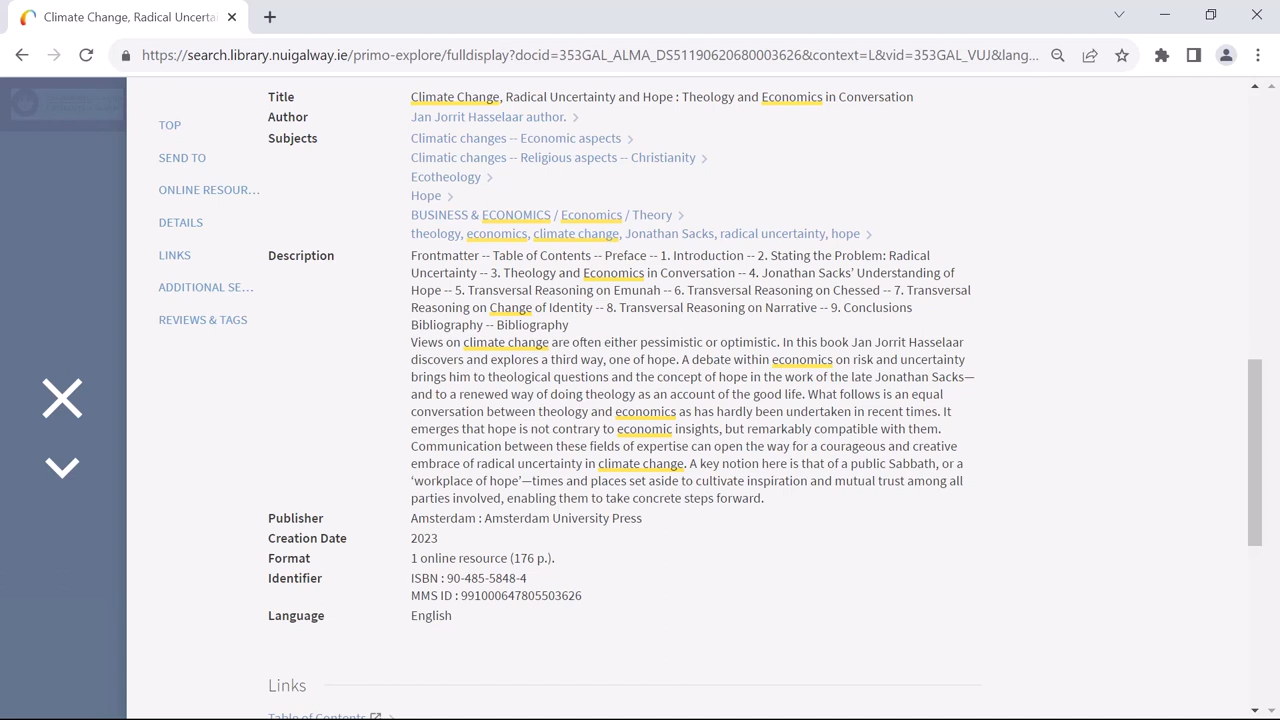 Climate Change, Radical Uncerta
https://search.library.nuigalway.ie/primo-explore/fulldisplay?docid=353GAL_ALMA_DS51190620680003626&context=L&vid=353GAL_VUJ&lang...
TOP
SEND TO
ONLINE RESOUR...
DETAILS
LINKS
ADDITIONAL SE...
REVIEWS & TAGS
Title Climate Change, Radical Uncertainty and Hope : Theology and Economics in Conversation
Author Jan Jorrit Hasselaar author.
Subjects Climatic changes -- Economic aspects
Climatic changes -- Religious aspects -- Christianity
Ecotheology
Hope
BUSINESS & ECONOMICS / Economics / Theory
theology, economics, climate change, Jonathan Sacks, radical uncertainty, hope
Description Frontmatter -- Table of Contents -- Preface -- 1. Introduction -- 2. Stating the Problem: Radical
Uncertainty -- 3. Theology and Economics in Conversation -- 4. Jonathan Sacks’ Understanding of
Hope -- 5. Transversal Reasoning on Emunah -- 6. Transversal Reasoning on Chessed -- 7. Transversal
Reasoning on Change of Identity -- 8. Transversal Reasoning on Narrative -- 9. Conclusions
Bibliography -- Bibliography
Views on climate change are often either pessimistic or optimistic. In this book Jan Jorrit Hasselaar
discovers and explores a third way, one of hope. A debate within economics on risk and uncertainty
brings him to theological questions and the concept of hope in the work of the late Jonathan Sacks—
and to a renewed way of doing theology as an account of the good life. What follows is an equal
conversation between theology and economics as has hardly been undertaken in recent times. It
emerges that hope is not contrary to economic insights, but remarkably compatible with them.
Communication between these fields of expertise can open the way for a courageous and creative
embrace of radical uncertainty in climate change. A key notion here is that of a public Sabbath, or a
‘workplace of hope’—times and places set aside to cultivate inspiration and mutual trust among all
parties involved, enabling them to take concrete steps forward.
Publisher Amsterdam : Amsterdam University Press
Creation Date 2023
Format 1 online resource (176 p.).
Identifier ISBN : 90-485-5848-4
MMS ID : 991000647805503626
Language English
Links
Table of Contents